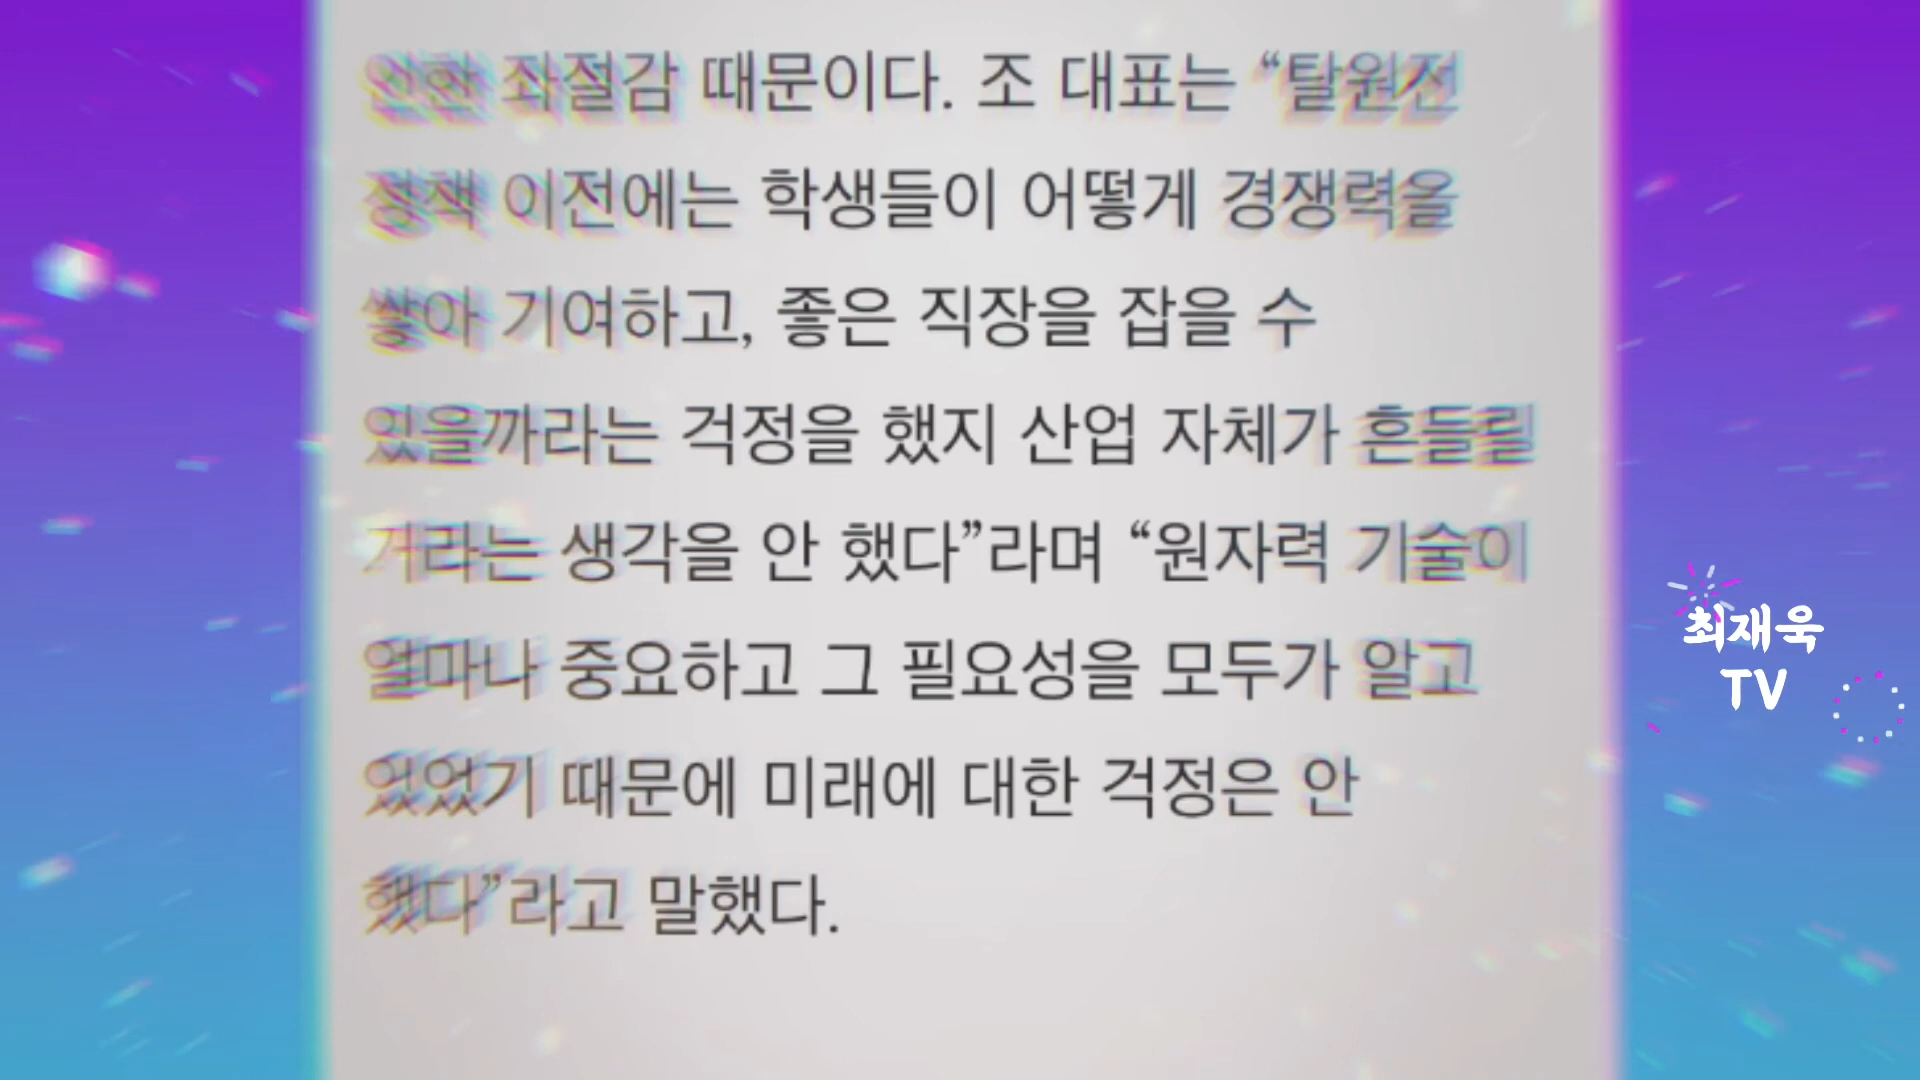 인한 좌절감 때문이다. 조 대표는 “탈원전
정책 이전에는 학생들이 어떻게 경쟁력을
쌓아 기여하고, 좋은 직장을 잡을 수
있을까라는 걱정을 했지 산업 자체가 흔들릴
거라는 생각을 안 했다”라며 “원자력 기술이
얼마나 중요하고 그 필요성을 모두가 알고
있었기 때문에 미래에 대한 걱정은 안
했다”라고 말했다.
최재욱
TV